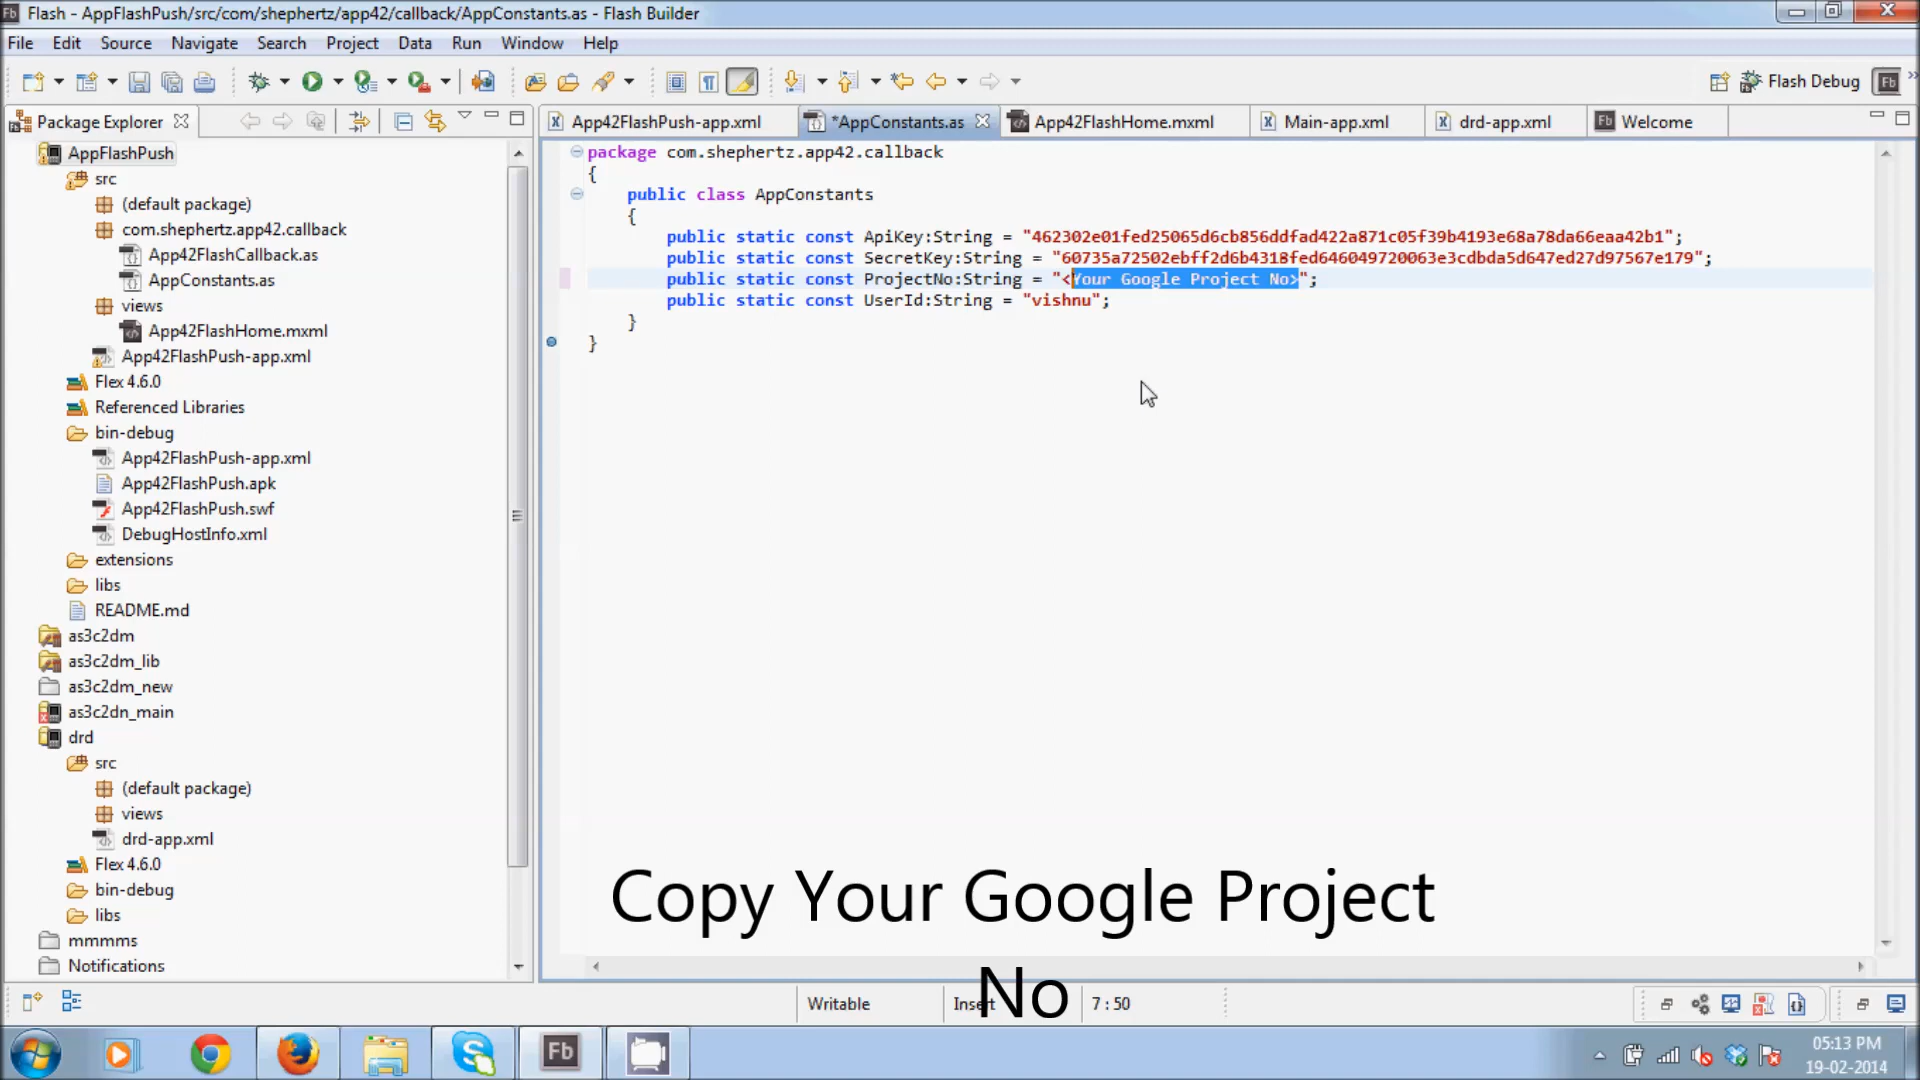 Flash - AppFlashPush/src/com/shephertz/app42/callback/AppConstants.as - Flash Builder
File Edit Source Navigate Search Project Data Run Window Help
Flash Debug Fb
Package Explorer
App42FlashPush-app.xml *AppConstants.as App42FlashHome.mxml Main-app.xml drd-app.xml Fb Welcome
AppFlashPush
src
(default package)
com.shephertz.app42.callback
App42FlashCallback.as
AppConstants.as
views
App42FlashHome.mxml
App42FlashPush-app.xml
Flex 4.6.0
Referenced Libraries
bin-debug
App42FlashPush-app.xml
App42FlashPush.apk
App42FlashPush.swf
DebugHostInfo.xml
extensions
libs
README.md
as3c2dm
as3c2dm_lib
as3c2dm_new
as3c2dn_main
drd
src
(default package)
views
drd-app.xml
Flex 4.6.0
bin-debug
libs
mmmms
Notifications
package com.shephertz.app42.callback
{
public class AppConstants
{
public static const ApiKey:String = "462302e01fed25065d6cb856ddfad422a871c05f39b4193e68a78da66eaa42b1";
public static const SecretKey:String = "60735a72502ebff2d6b4318fed646049720063e3cdbda5d647ed27d97567e179";
public static const ProjectNo:String = "<Your Google Project No>";
public static const UserId:String = "vishnu";
}
}
Copy Your Google Project
No
Writable Insert 7 : 50
Fb
05:13 PM
19-02-2014